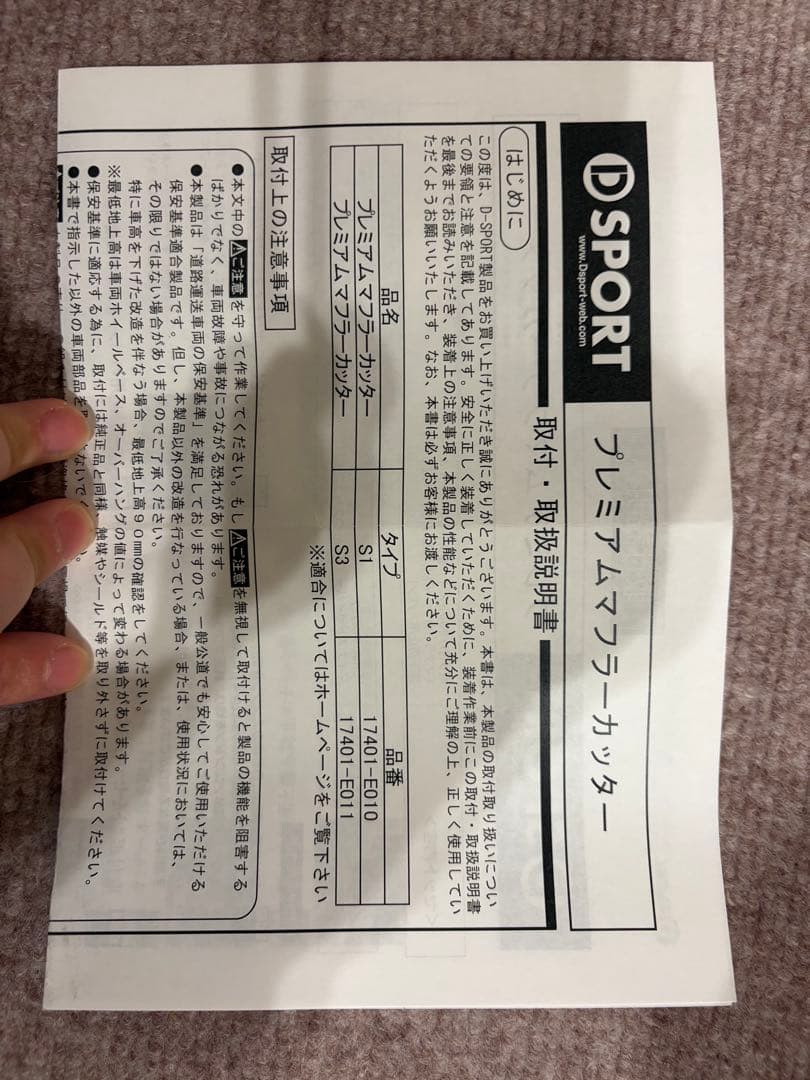 D SPORT
www.Dsport-web.com
プレミアムマフラーカッター
取付・取扱説明書
はじめに
この度は、D-SPORT製品をお買い上げいただき誠にありがとうございます。本書は、本製品の取付取り扱いについ
ての要領と注意を記載してあります。安全に正しく装着していただくために、装着作業前にこの取付・取扱説明書
を最後までお読みいただき、装着上の注意事項、本製品の性能などについて充分にご理解の上、正しく使用してい
ただくようお願いいたします。なお、本書は必ずお客様にお渡しください。
品名 タイプ 品番
プレミアムマフラーカッター S1 17401-E010
プレミアムマフラーカッター S3 17401-E011
※適合についてはホームページをご覧下さい
取付上の注意事項
●本文中の⚠ご注意を守って作業してください。もし⚠ご注意を無視して取付けると製品の機能を阻害する
ばかりでなく、車両故障や事故につながる恐れがあります。
●本製品は「道路運送車両の保安基準」を満足しておりますので、一般公道でも安心してご使用いただける
保安基準適合製品です。但し、本製品以外の改造を行なっている場合、または、使用状況においては、
その限りではない場合がありますのでご了承ください。
特に車高を下げた改造を伴なう場合、最低地上高90mmの確認をしてください。
※最低地上高は車両ホイールベース、オーバーハングの値によって変わる場合があります。
●保安基準に適応する為に、取付には純正品と同様、触媒やシールド等を取り外さずに取付けてください。
●本書で指示した以外の車両部品を